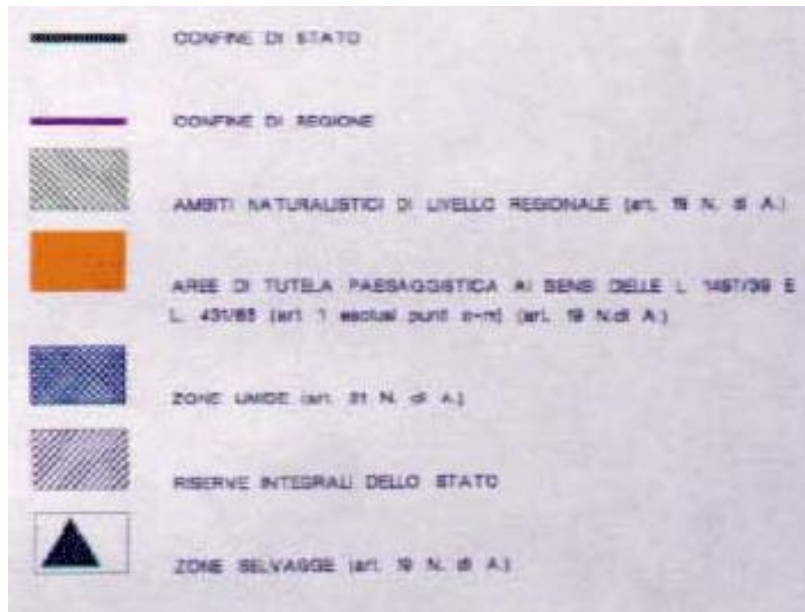 CONFINE DI STATO
CONFINE DI REGIONE
AMBITI NATURALISTICI DI LIVELLO REGIONALE (art. 19 N. di A.)
AREE DI TUTELA PAESAGGISTICA AI SENSI DELLE L. 1497/39 E
L. 431/85 (art. 1 esclusi punti o-m) (art. 19 N.di A.)
ZONE UMIDE (art. 21 N. di A.)
RISERVE INTEGRALI DELLO STATO
ZONE SELVAGGE (art. 19 N. di A.)